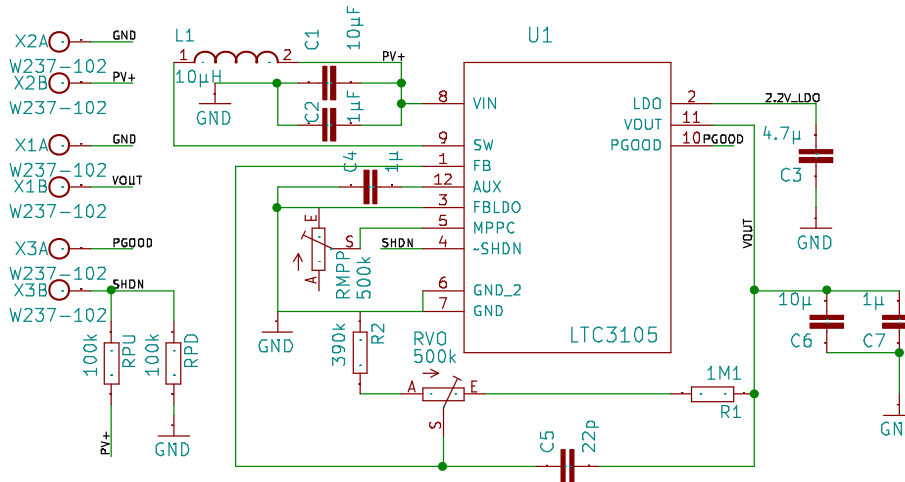 X2A
GND
W237-102
X2B
PV+
W237-102
X1A
GND
W237-102
X1B
VOUT
W237-102
X3A
PGOOD
W237-102
X3B
SHDN
W237-102
100k
RPU
100k
RPD
PV+
GND
L1
1
2
10µH
C1
10µF
PV+
GND
C2
1µF
U1
8
VIN
9
SW
1
FB
12
AUX
3
FBLDO
5
MPPC
4
~SHDN
6
GND_2
7
GND
LDO
2
VDOUT
11
PGOOD
10
PGOOD
LTC3105
2.2V_LDO
4.7µ
C3
GND
C4
1µ
E
S
A
RMPP
500k
SHDN
GND
390k
R2
RVO
500k
A
E
S
1M1
R1
C5
22p
VOUT
10µ
C6
1µ
C7
GN